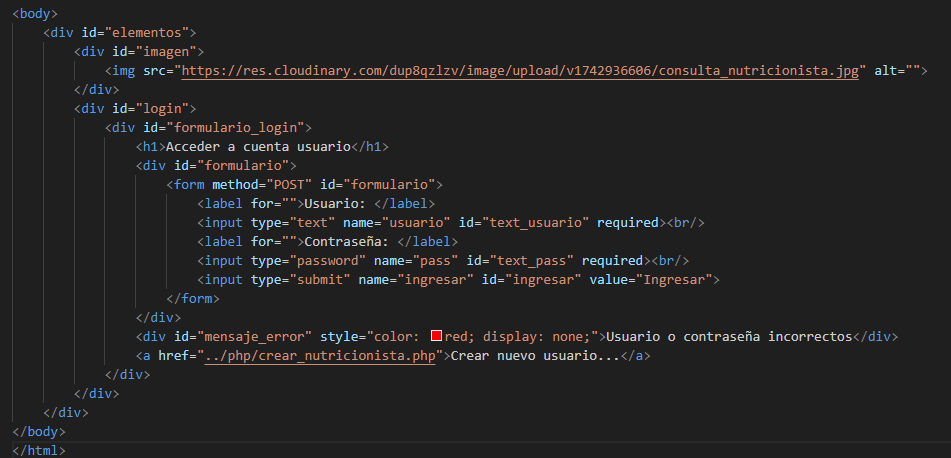 <body>
<div id="elementos">
<div id="imagen">
<img src="https://res.cloudinary.com/dup8qzlzv/image/upload/v1742936606/consulta_nutricionista.jpg" alt="">
</div>
<div id="login">
<div id="formulario_login">
<h1>Acceder a cuenta usuario</h1>
<div id="formulario">
<form method="POST" id="formulario">
<label for="">Usuario: </label>
<input type="text" name="usuario" id="text_usuario" required><br/>
<label for="">Contraseña: </label>
<input type="password" name="pass" id="text_pass" required><br/>
<input type="submit" name="ingresar" id="ingresar" value="Ingresar">
</form>
</div>
<div id="mensaje_error" style="color: red; display: none;">Usuario o contraseña incorrectos</div>
<a href="../php/crear_nutricionista.php">Crear nuevo usuario...</a>
</div>
</div>
</div>
</body>
</html>